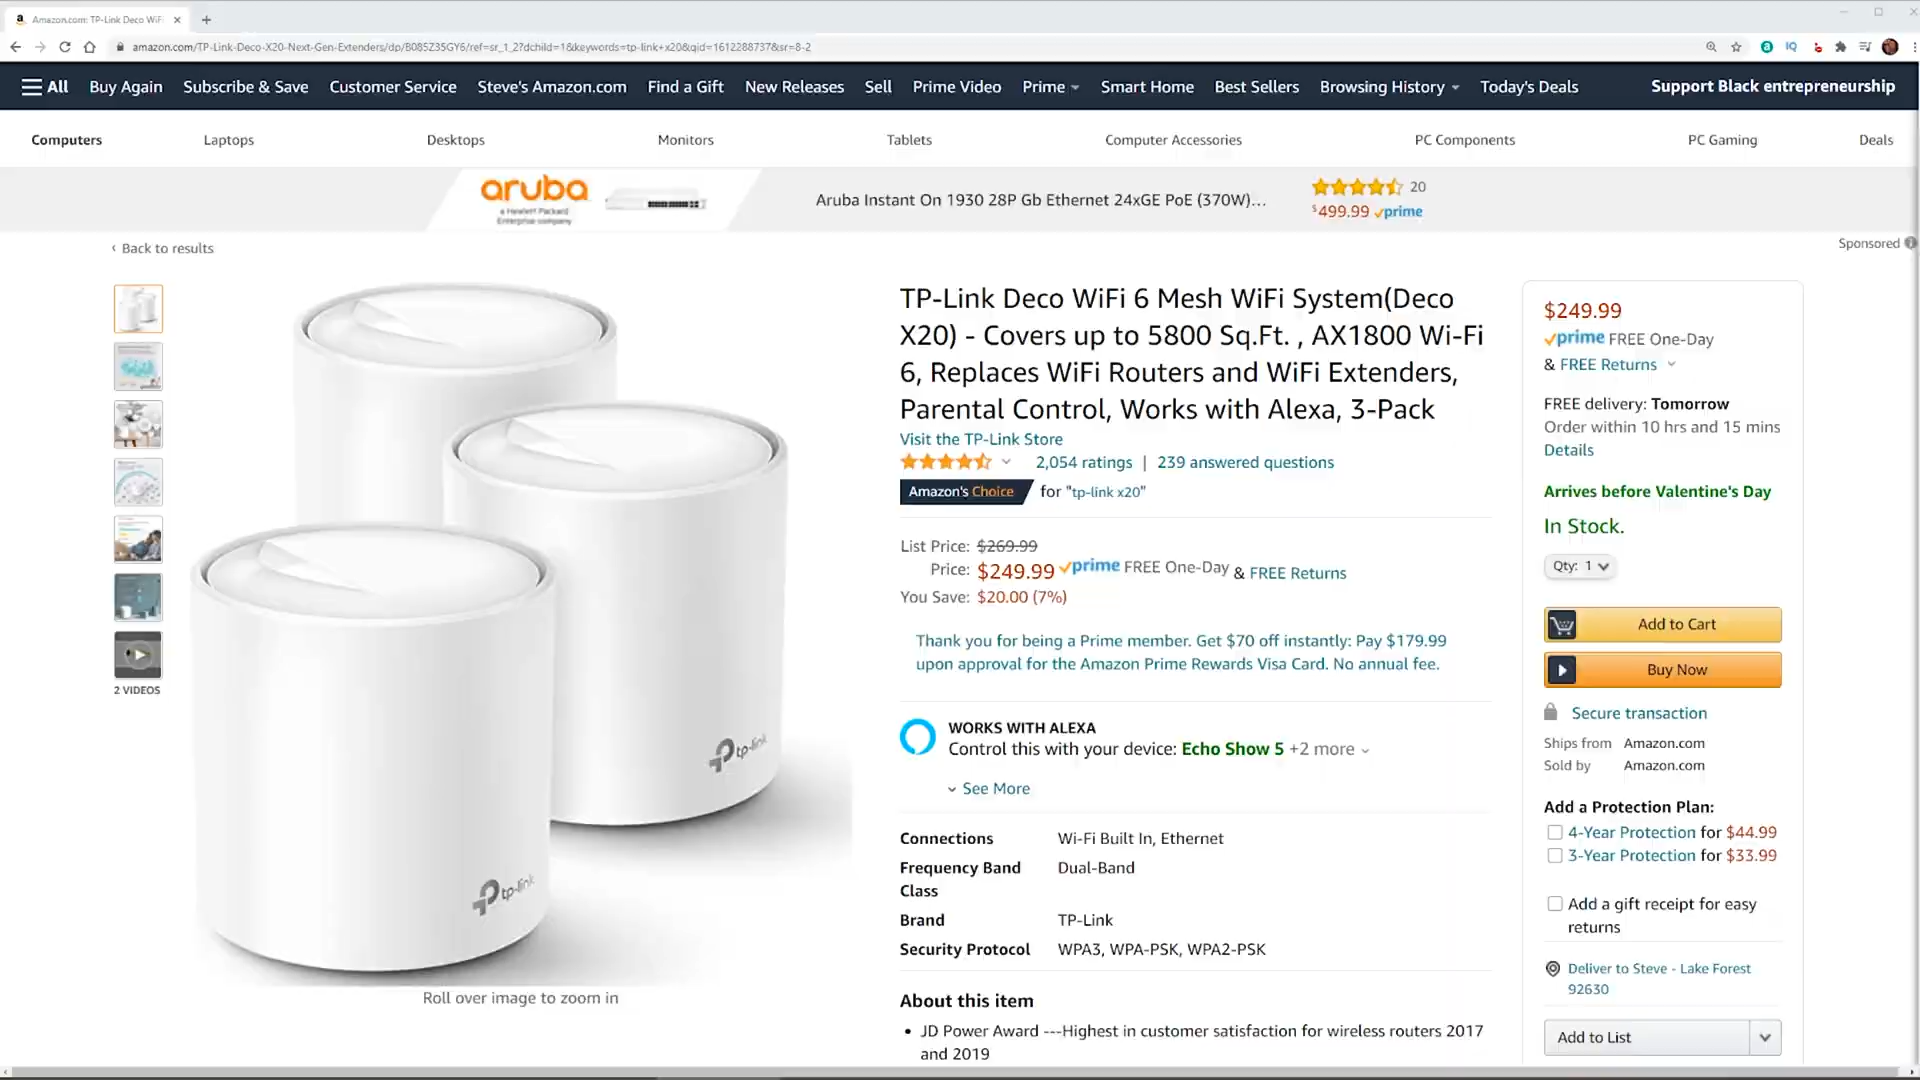 Amazon.com: TP-Link Deco WiFi
amazon.com/TP-Link-Deco-X20-Next-Gen-Extenders/dp/B085Z35GY6/ref=sr_1_2?dchild=1&keywords=tp-link+x20&qid=1612288737&sr=8-2
All Buy Again Subscribe & Save Customer Service Steve's Amazon.com Find a Gift New Releases Sell Prime Video Prime Smart Home Best Sellers Browsing History Today's Deals Support Black entrepreneurship
Computers Laptops Desktops Monitors Tablets Computer Accessories PC Components PC Gaming Deals
aruba
a Hewlett Packard
Enterprise company
Aruba Instant On 1930 28P Gb Ethernet 24xGE PoE (370W)...
20
$499.99 prime
Sponsored
‹ Back to results
2 VIDEOS
tp-link
tp-link
Roll over image to zoom in
TP-Link Deco WiFi 6 Mesh WiFi System(Deco
X20) - Covers up to 5800 Sq.Ft. , AX1800 Wi-Fi
6, Replaces WiFi Routers and WiFi Extenders,
Parental Control, Works with Alexa, 3-Pack
Visit the TP-Link Store
2,054 ratings | 239 answered questions
Amazon's Choice for "tp-link x20"
List Price: $269.99
Price: $249.99 prime FREE One-Day & FREE Returns
You Save: $20.00 (7%)
Thank you for being a Prime member. Get $70 off instantly: Pay $179.99
upon approval for the Amazon Prime Rewards Visa Card. No annual fee.
WORKS WITH ALEXA
Control this with your device: Echo Show 5 +2 more
See More
Connections Wi-Fi Built In, Ethernet
Frequency Band Dual-Band
Class
Brand TP-Link
Security Protocol WPA3, WPA-PSK, WPA2-PSK
About this item
• JD Power Award ---Highest in customer satisfaction for wireless routers 2017
and 2019
$249.99
prime FREE One-Day
& FREE Returns
FREE delivery: Tomorrow
Order within 10 hrs and 15 mins
Details
Arrives before Valentine's Day
In Stock.
Qty: 1
Add to Cart
Buy Now
Secure transaction
Ships from Amazon.com
Sold by Amazon.com
Add a Protection Plan:
4-Year Protection for $44.99
3-Year Protection for $33.99
Add a gift receipt for easy
returns
Deliver to Steve - Lake Forest
92630
Add to List